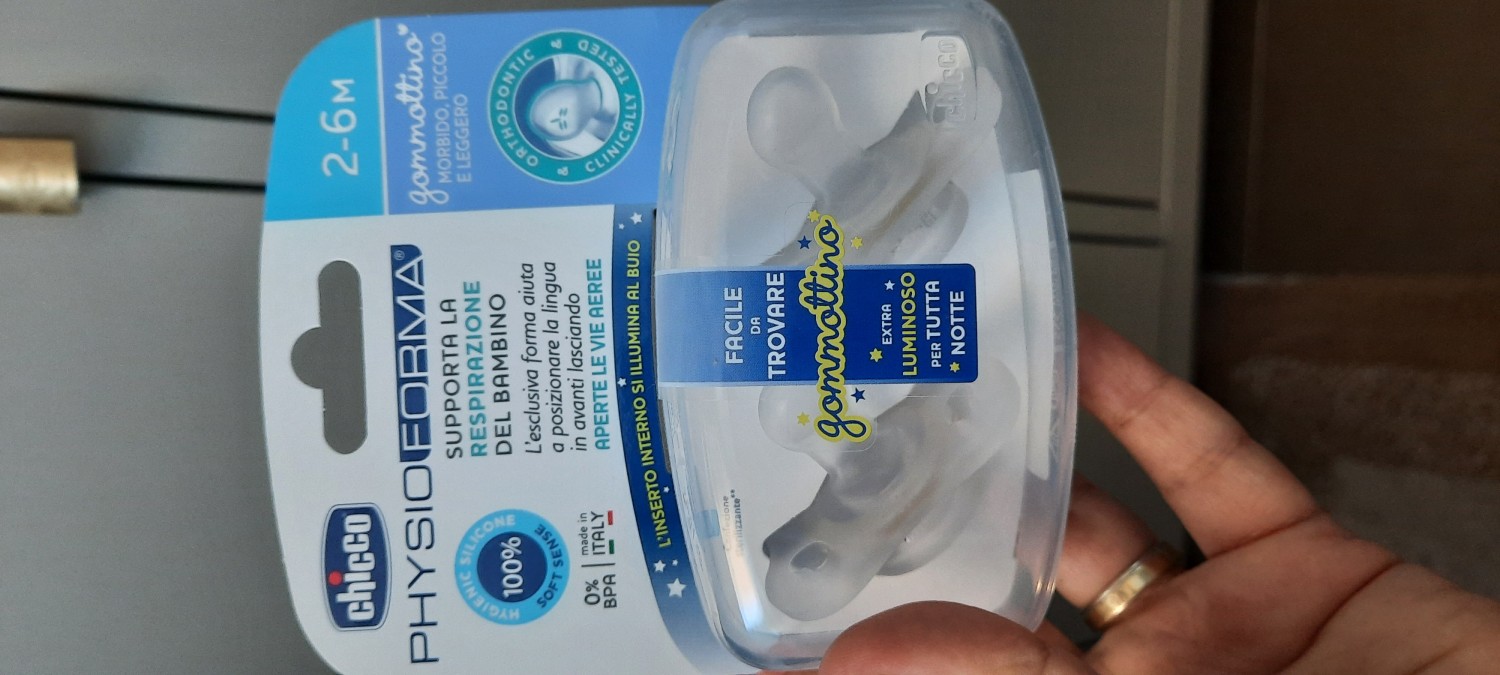 chicco
PHYSIOFORMA®
SUPPORTA LA
RESPIRAZIONE
DEL BAMBINO
L'esclusiva forma aiuta
a posizionare la lingua
in avanti lasciando
APERTE LE VIE AEREE
HYGIENIC SILICONE
100%
SOFT SENSE
0%
BPA
made in
ITALY
2-6M
gommottino
MORBIDO, PICCOLO
E LEGGERO
ORTHODONTIC
& CLINICALLY TESTED &
L'INSERTO INTERNO SI ILLUMINA AL BUIO
FACILE
DA
TROVARE
gommottino
EXTRA
LUMINOSO
PER TUTTA
NOTTE
chicco